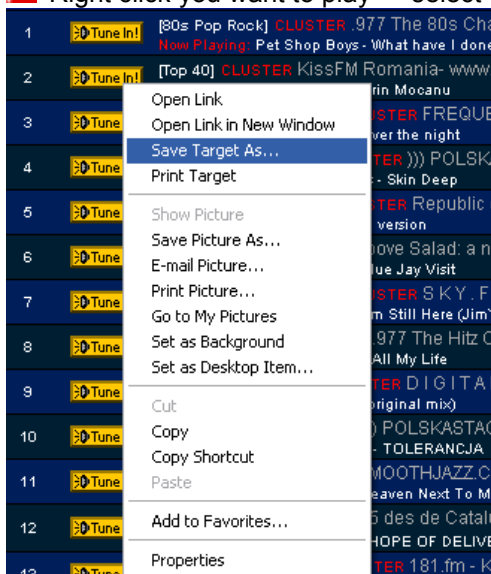 Right click you want to play select
1 Tune In! [80s Pop Rock] CLUSTER .977 The 80s Cha
Now Playing: Pet Shop Boys - What have I done
2 Tune In! [Top 40] CLUSTER KissFM Romania- www
rin Mocanu
Open Link
3 Tune STER FREQUE
Open Link in New Window
ver the night
Save Target As...
4 Tune TER ))) POLSKA
Print Target
- Skin Deep
5 Tune Show Picture TER Republic
version
Save Picture As...
6 Tune ove Salad: a n
E-mail Picture...
lue Jay Visit
Print Picture...
7 Tune STER S K Y . F
Go to My Pictures
m Still Here (Jim'
8 Tune Set as Background .977 The Hitz C
All My Life
Set as Desktop Item...
9 Tune TER D I G I T A
Cut
original mix)
10 Tune Copy ) POLSKASTAC
- TOLERANCJA
Copy Shortcut
11 Tune Paste MOOTHJAZZ.C
eaven Next To M
12 Tune Add to Favorites... des de Catalu
HOPE OF DELIVE
Properties
13 Tune TER 181.fm - K